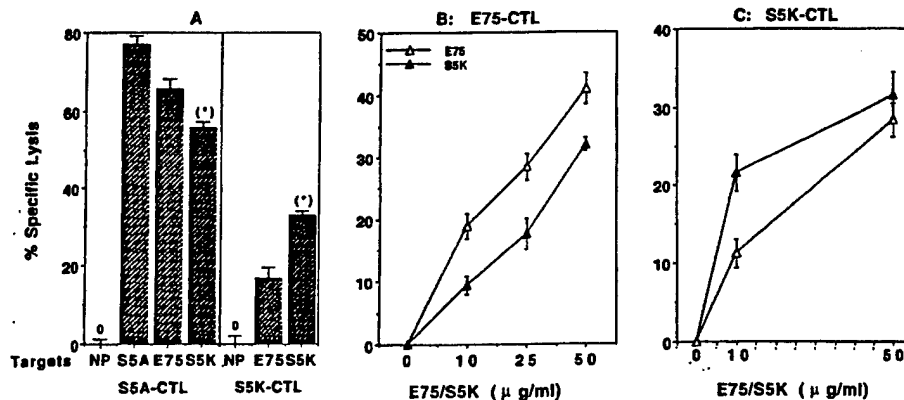 A
B: E75-CTL
C: S5K-CTL
% Specific Lysis
80
60
40
20
0
0
(*)
0
(*)
Targets NP S5A E75 S5K NP E75 S5K
S5A-CTL S5K-CTL
E75
S5K
50
40
30
20
10
0
0 10 25 50
E75/S5K ( μ g/ml)
40
30
20
10
0
0 10 50
E75/S5K ( μ g/ml)